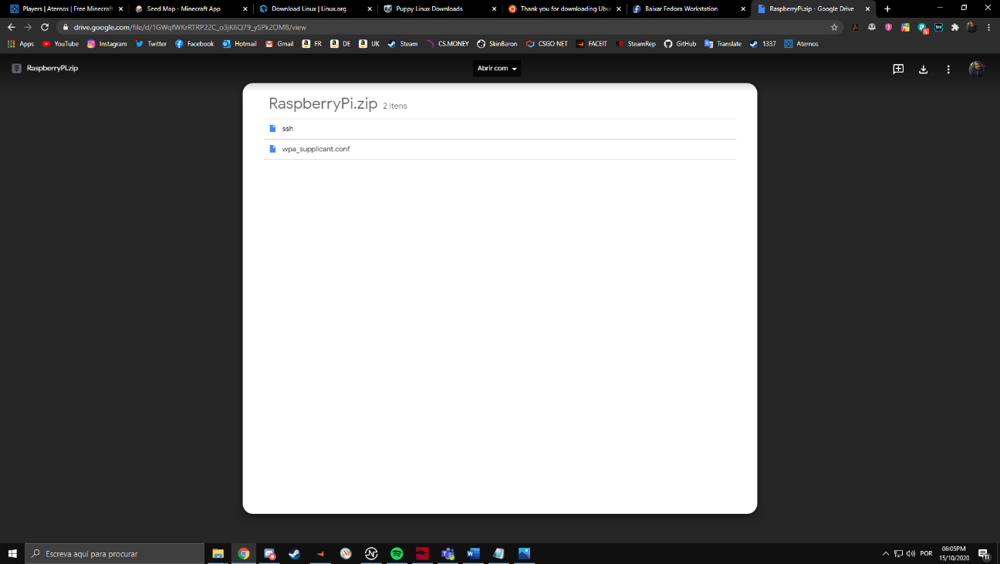 Players | Aternos | Free Minecraft
Seed Map - Minecraft App
Download Linux | Linux.org
Puppy Linux Downloads
Thank you for downloading Ubu
Baixar Fedora Workstation
RaspberryPi.zip - Google Drive
drive.google.com/file/d/1GWqfWKrRTRP22C_o3jK6Q79_ySPk2OMB/view
Apps YouTube Instagram Twitter Facebook Hotmail Gmail FR DE UK Steam CS.MONEY SkinBaron CSGO NET FACEIT SteamRep GitHub Translate 1337 Aternos
RaspberryPi.zip
Abrir com
RaspberryPi.zip 2 itens
ssh
wpa_supplicant.conf
Escreva aqui para procurar
POR
06:05PM
15/10/2020